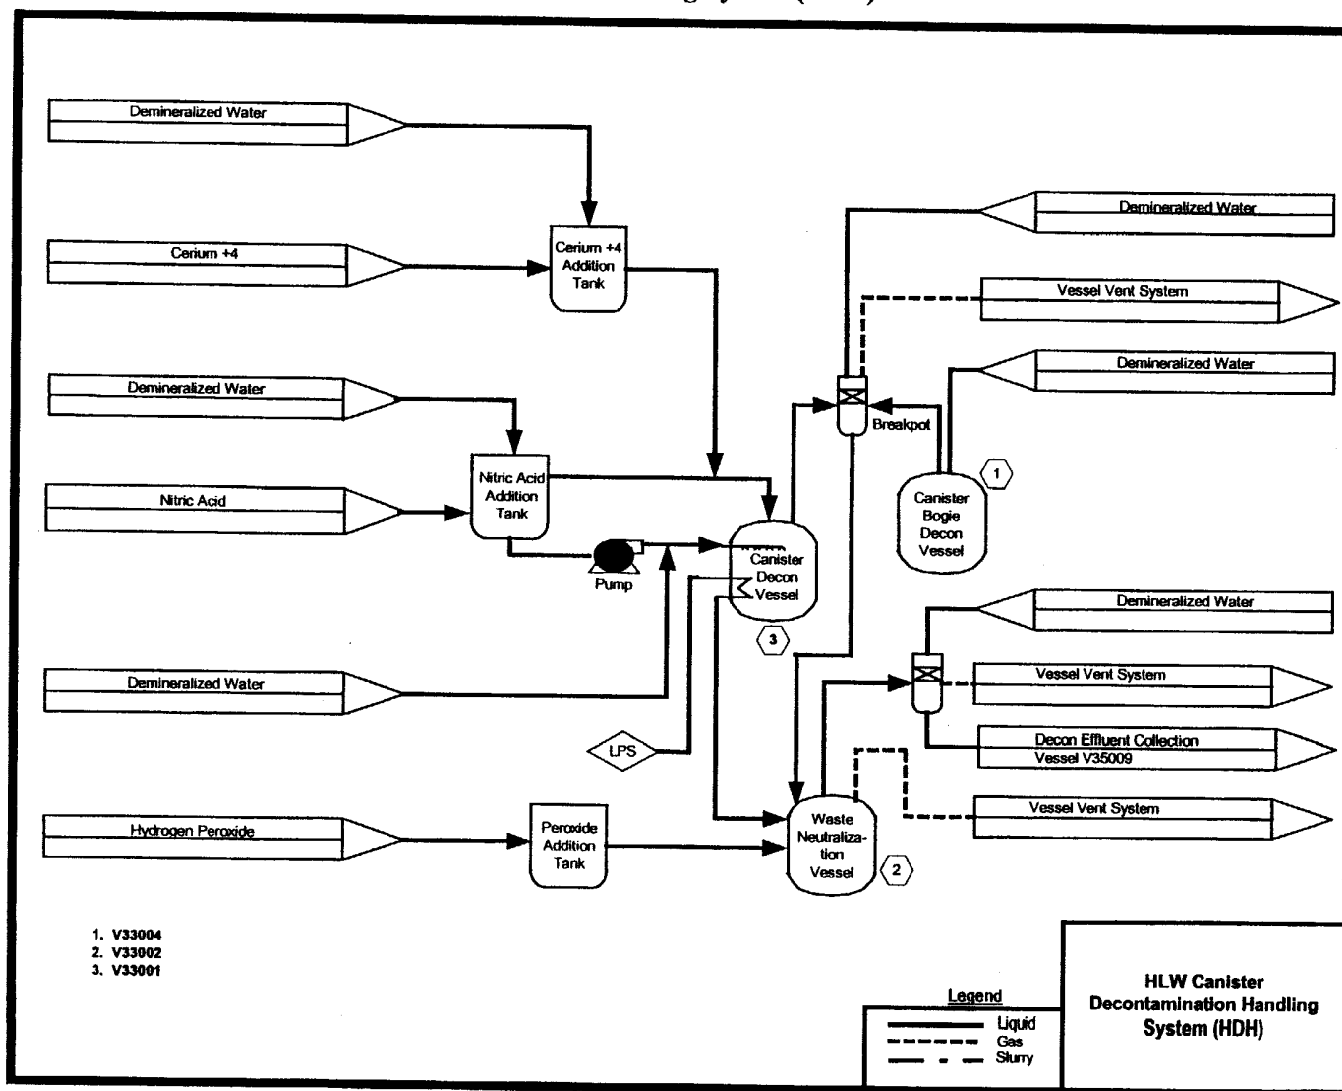 Demineralized Water
Cerium +4
Cerium +4
Addition
Tank
Demineralized Water
Nitric Acid
Nitric Acid
Addition
Tank
Pump
Demineralized Water
Hydrogen Peroxide
Peroxide
Addition
Tank
LPS
Canister
Decon
Vessel
3
Demineralized Water
Vessel Vent System
Demineralized Water
Breakpot
1
Canister
Bogie
Decon
Vessel
Demineralized Water
Vessel Vent System
Decon Effluent Collection
Vessel V35009
Vessel Vent System
Waste
Neutraliza-
tion
Vessel
2
1. V33004
2. V33002
3. V33001
Legend
Liquid
Gas
Slurry
HLW Canister
Decontamination Handling
System (HDH)